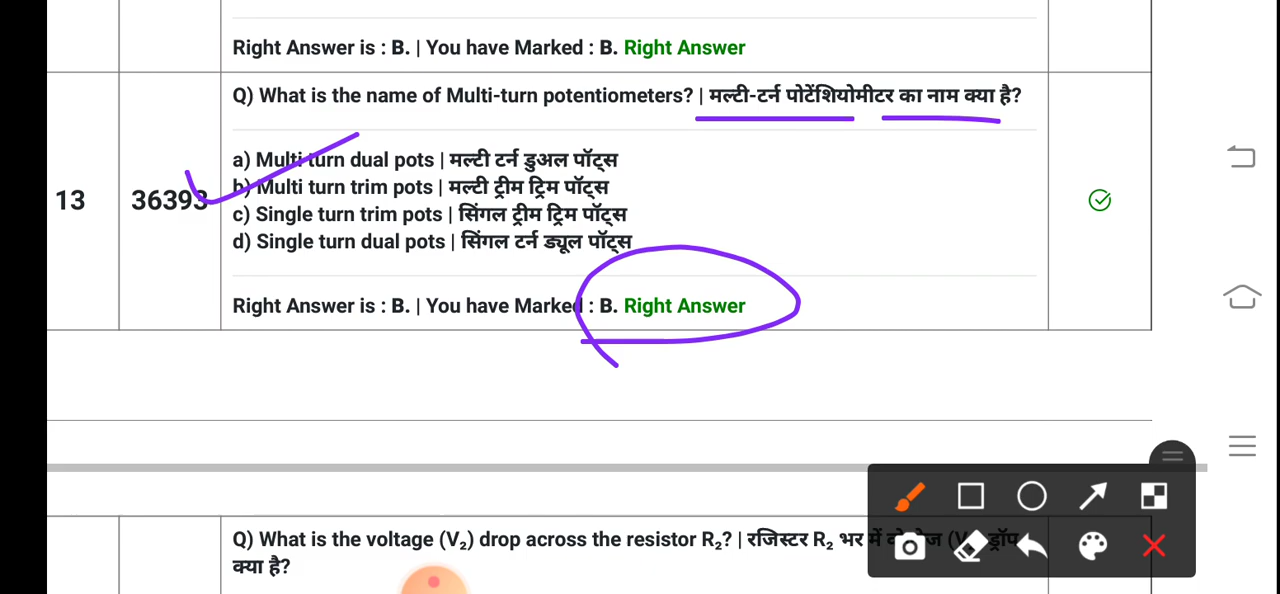 Right Answer is : B. | You have Marked : B. Right Answer
Q) What is the name of Multi-turn potentiometers? | मल्टी-टर्न पोटेंशियोमीटर का नाम क्या है?
a) Multi turn dual pots | मल्टी टर्न डुअल पॉट्स
13 36393 b) Multi turn trim pots | मल्टी ट्रीम ट्रिम पॉट्स
c) Single turn trim pots | सिंगल ट्रीम ट्रिम पॉट्स
d) Single turn dual pots | सिंगल टर्न ड्यूल पॉट्स
Right Answer is : B. | You have Marked : B. Right Answer
Q) What is the voltage (V₂) drop across the resistor R₂? | रजिस्टर R₂ भर में ड्रॉप
क्या है?